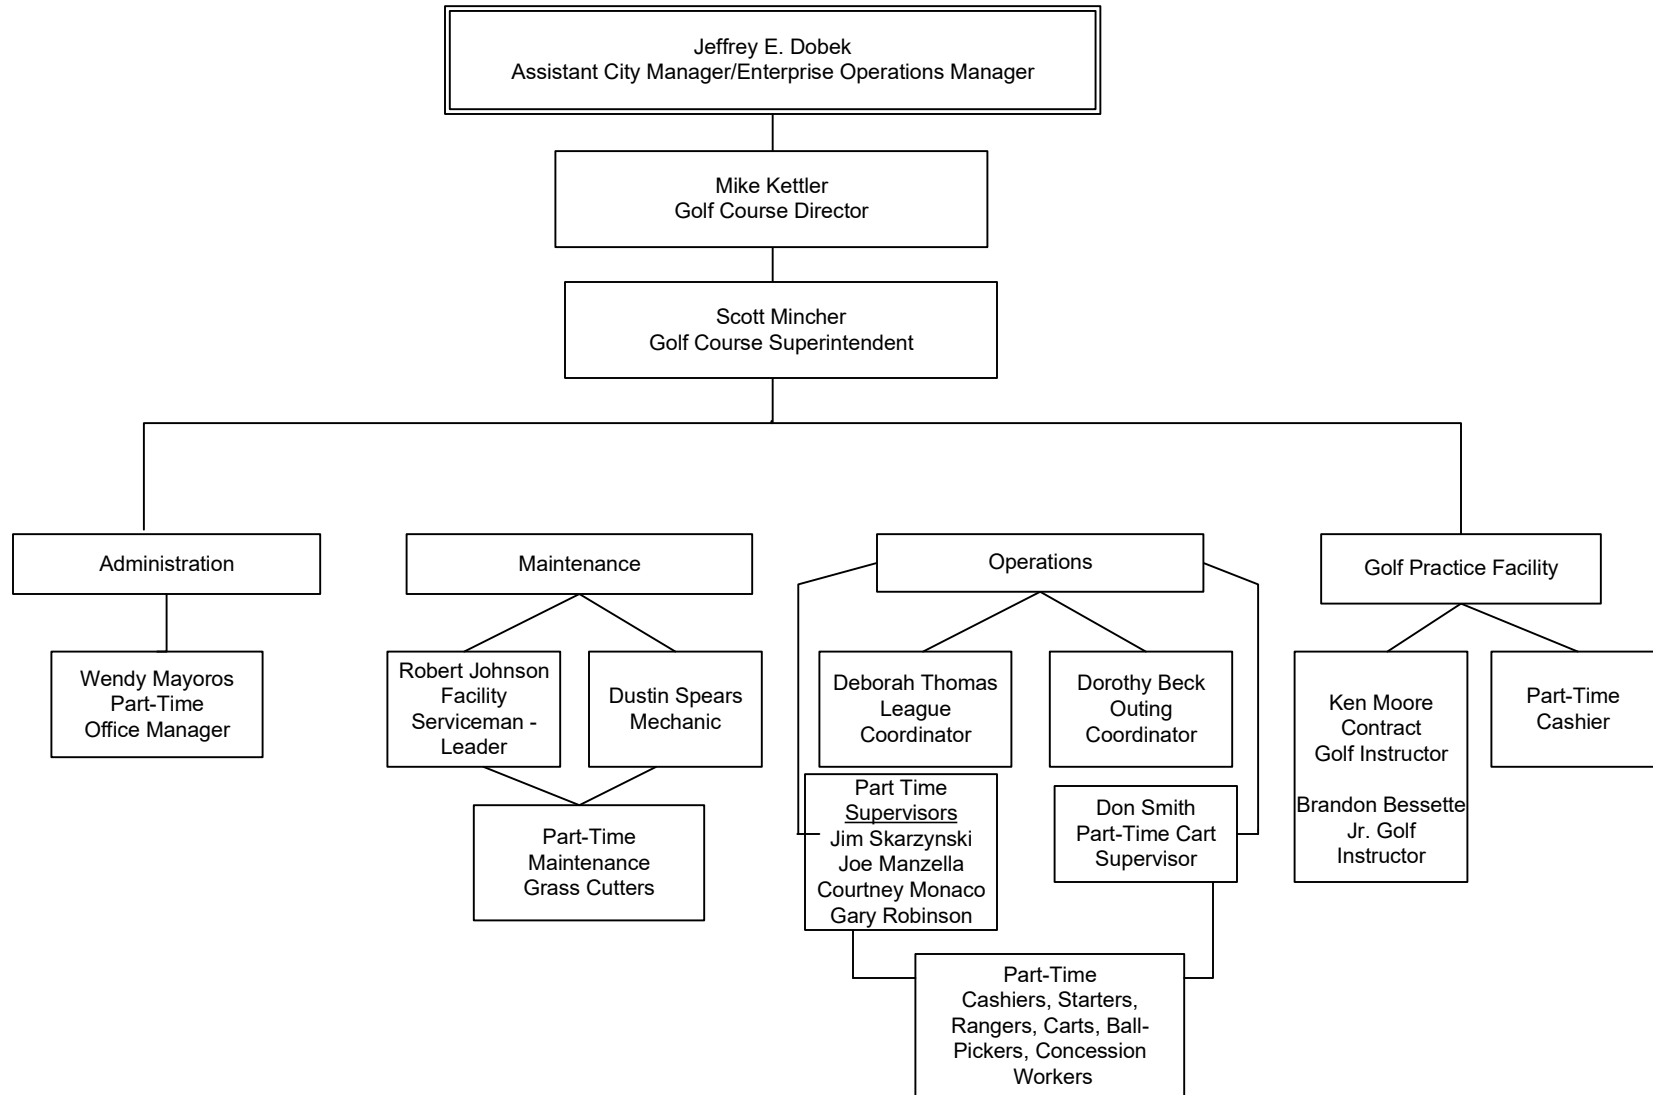 Jeffrey E. Dobek
Assistant City Manager/Enterprise Operations Manager
Mike Kettler
Golf Course Director
Scott Mincher
Golf Course Superintendent
Administration
Maintenance
Operations
Golf Practice Facility
Wendy Mayoros
Part-Time
Office Manager
Robert Johnson
Facility
Serviceman -
Leader
Dustin Spears
Mechanic
Part-Time
Maintenance
Grass Cutters
Deborah Thomas
League
Coordinator
Dorothy Beck
Outing
Coordinator
Part Time
Supervisors
Jim Skarzynski
Joe Manzella
Courtney Monaco
Gary Robinson
Don Smith
Part-Time Cart
Supervisor
Part-Time
Cashiers, Starters,
Rangers, Carts, Ball-
Pickers, Concession
Workers
Ken Moore
Contract
Golf Instructor
Brandon Bessette
Jr. Golf
Instructor
Part-Time
Cashier